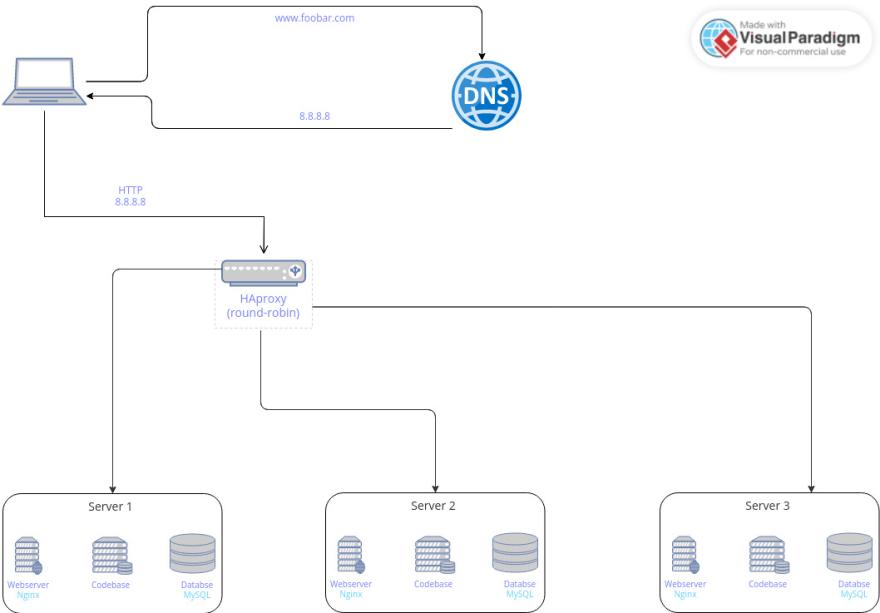 www.foobar.com
Made with
Visual Paradigm
For non-commercial use
DNS
8.8.8.8
HTTP
8.8.8.8
HAproxy
(round-robin)
Server 1
Webserver
Nginx
Codebase
Databse
MySQL
Server 2
Webserver
Nginx
Codebase
Databse
MySQL
Server 3
Webserver
Nginx
Codebase
Databse
MySQL